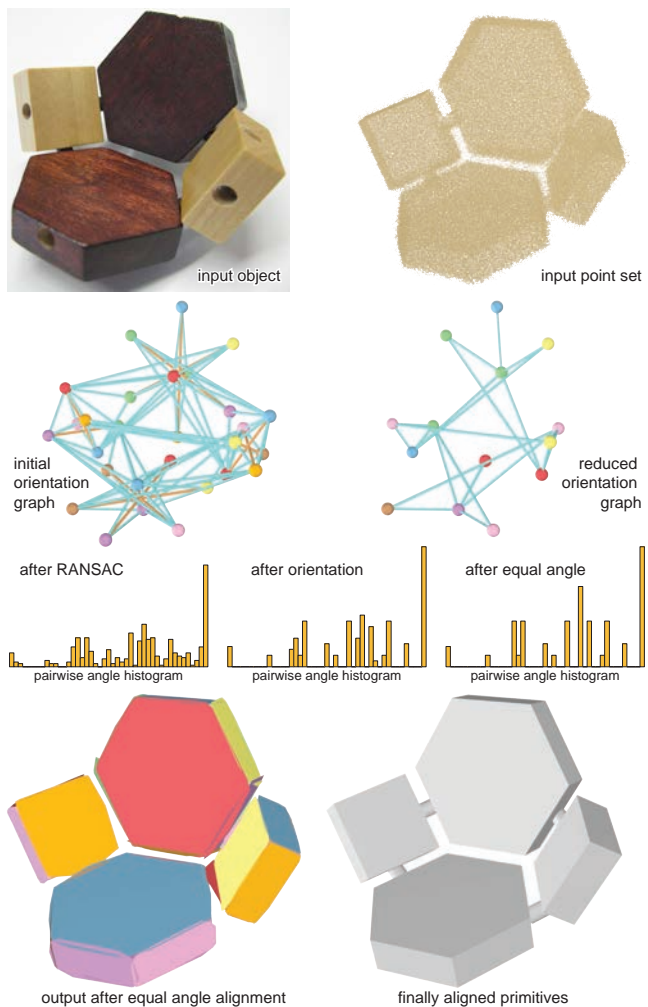 input object
input point set
initial
orientation
graph
reduced
orientation
graph
after RANSAC
after orientation
after equal angle
pairwise angle histogram
pairwise angle histogram
pairwise angle histogram
output after equal angle alignment
finally aligned primitives